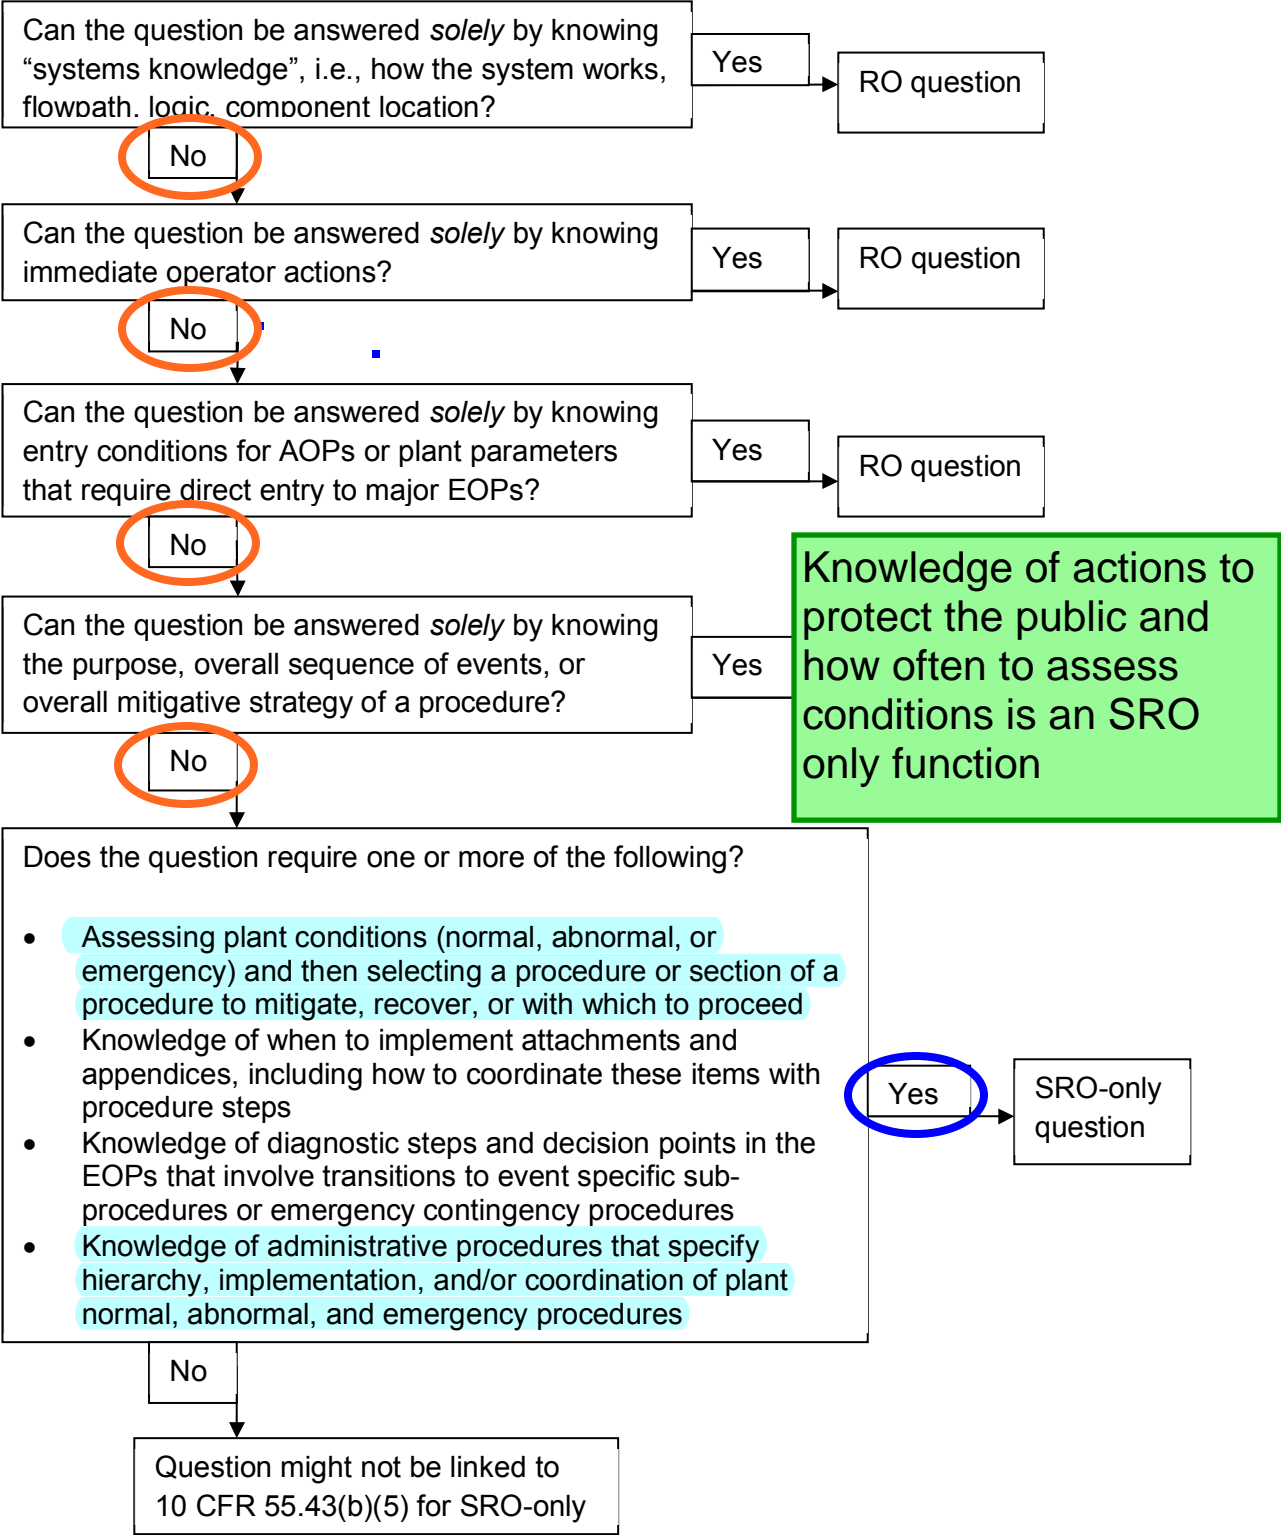 Can the question be answered solely by knowing
“systems knowledge”, i.e., how the system works,
flowpath, logic, component location?
Yes
RO question
No
Can the question be answered solely by knowing
immediate operator actions?
Yes
RO question
No
Can the question be answered solely by knowing
entry conditions for AOPs or plant parameters
that require direct entry to major EOPs?
Yes
RO question
No
Can the question be answered solely by knowing
the purpose, overall sequence of events, or
overall mitigative strategy of a procedure?
Yes
Knowledge of actions to
protect the public and
how often to assess
conditions is an SRO
only function
No
Does the question require one or more of the following?
• Assessing plant conditions (normal, abnormal, or
emergency) and then selecting a procedure or section of a
procedure to mitigate, recover, or with which to proceed
• Knowledge of when to implement attachments and
appendices, including how to coordinate these items with
procedure steps
• Knowledge of diagnostic steps and decision points in the
EOPs that involve transitions to event specific sub-
procedures or emergency contingency procedures
• Knowledge of administrative procedures that specify
hierarchy, implementation, and/or coordination of plant
normal, abnormal, and emergency procedures
Yes
SRO-only
question
No
Question might not be linked to
10 CFR 55.43(b)(5) for SRO-only